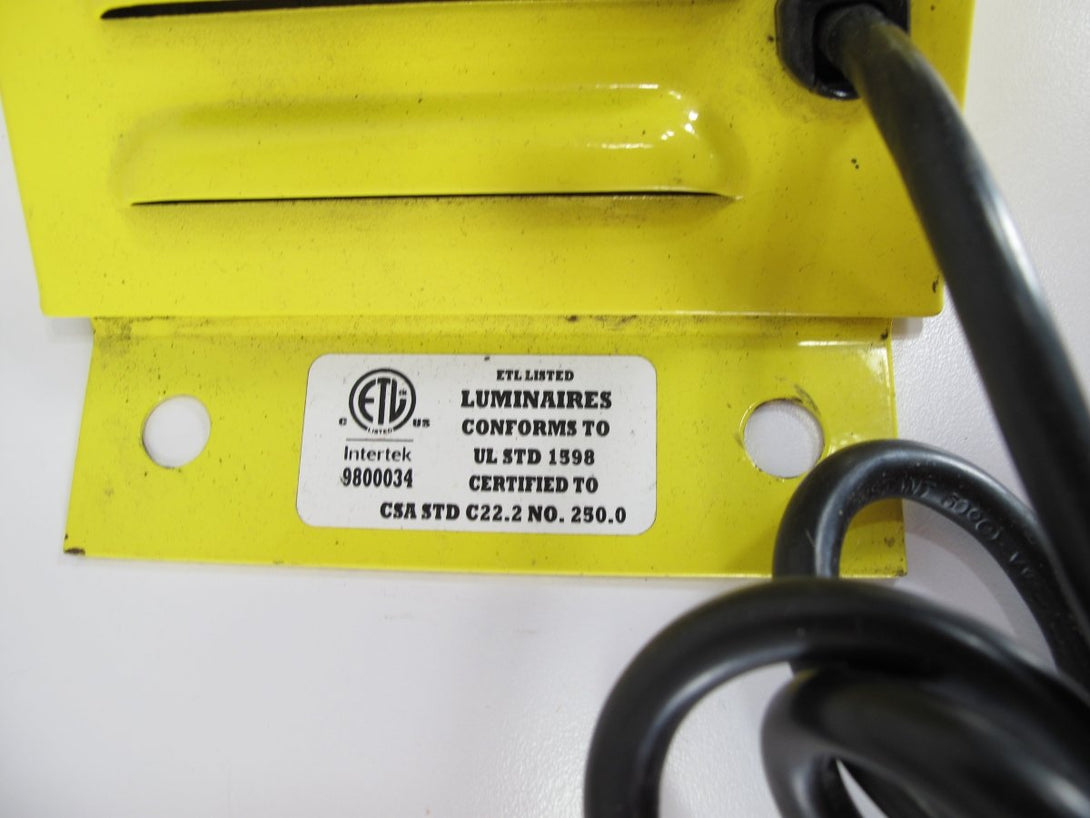 ETL LISTED
LUMINAIRES
CONFORMS TO
UL STD 1598
CERTIFIED TO
CSA STD C22.2 NO. 250.0
ETL
LISTED
C US
Intertek
9800034